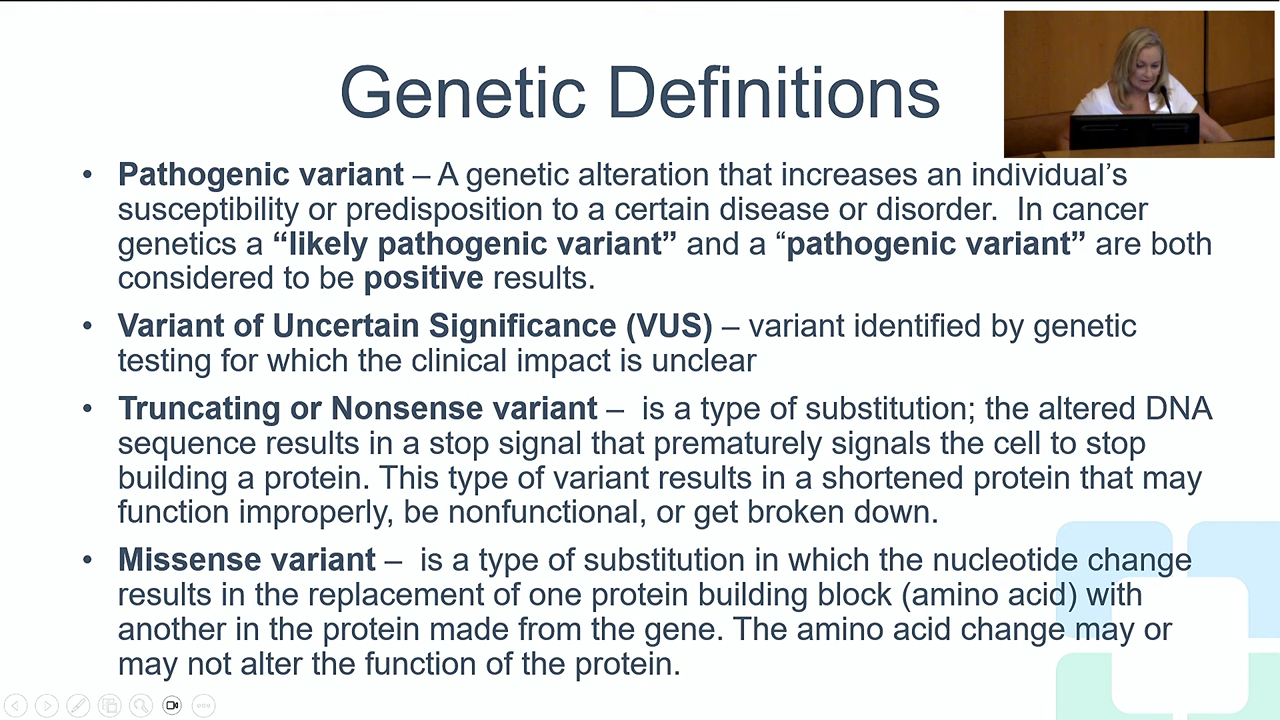 Genetic Definitions
• Pathogenic variant – A genetic alteration that increases an individual’s
susceptibility or predisposition to a certain disease or disorder.  In cancer
genetics a “likely pathogenic variant” and a “pathogenic variant” are both
considered to be positive results.
• Variant of Uncertain Significance (VUS) – variant identified by genetic
testing for which the clinical impact is unclear
• Truncating or Nonsense variant –  is a type of substitution; the altered DNA
sequence results in a stop signal that prematurely signals the cell to stop
building a protein. This type of variant results in a shortened protein that may
function improperly, be nonfunctional, or get broken down.
• Missense variant –  is a type of substitution in which the nucleotide change
results in the replacement of one protein building block (amino acid) with
another in the protein made from the gene. The amino acid change may or
may not alter the function of the protein.